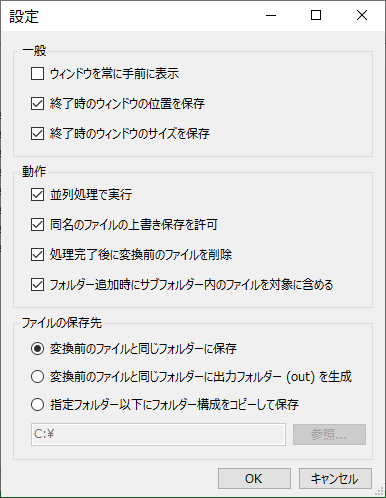 設定
一般
ウィンドウを常に手前に表示
終了時のウィンドウの位置を保存
終了時のウィンドウのサイズを保存
動作
並列処理で実行
同名のファイルの上書き保存を許可
処理完了後に変換前のファイルを削除
フォルダー追加時にサブフォルダー内のファイルを対象に含める
ファイルの保存先
変換前のファイルと同じフォルダーに保存
変換前のファイルと同じフォルダーに出力フォルダー (out) を生成
指定フォルダー以下にフォルダー構成をコピーして保存
C:¥ 参照...
OK キャンセル